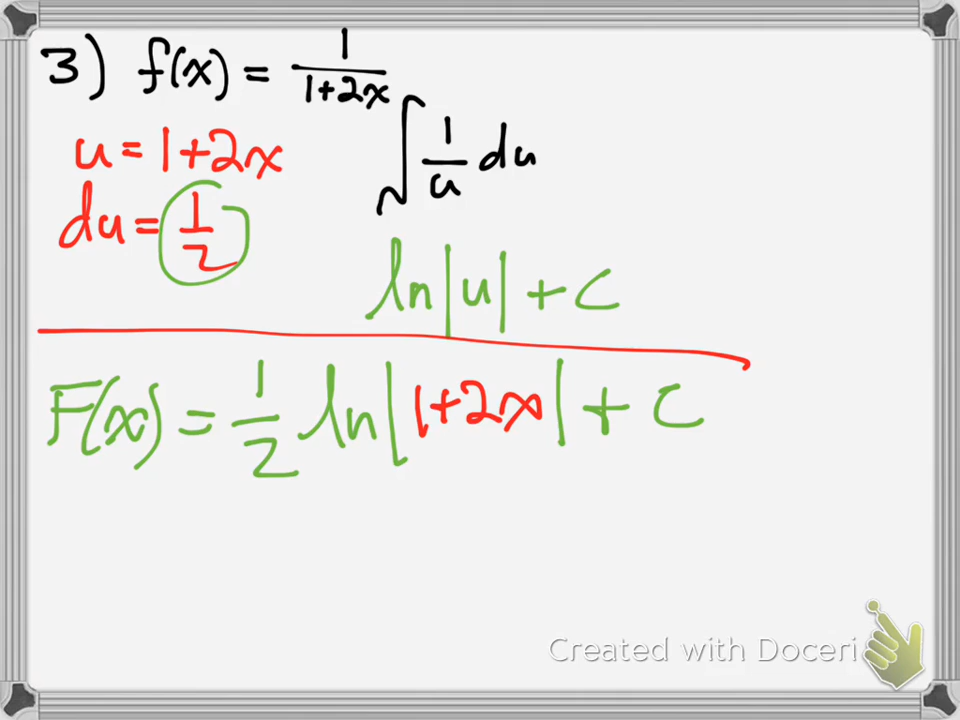 3) f(x) = 1/(1+2x)
u = 1+2x
∫ 1/u du
du = 1/2
ln|u| + C
F(x) = 1/2 ln|1+2x| + C
Created with Doceri